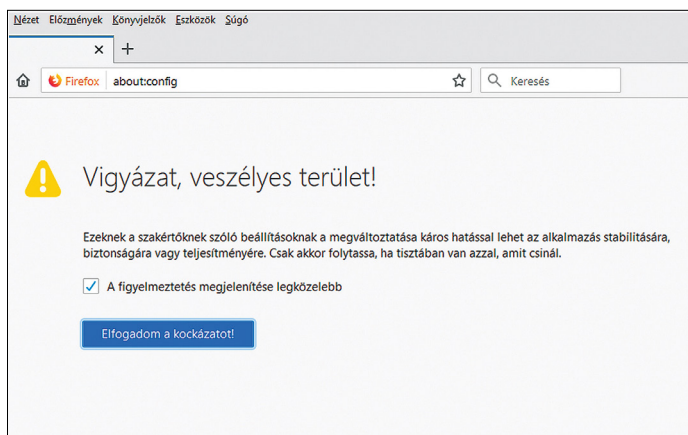 Nézet Előzmények Könyvjelzők Eszközök Súgó
Firefox about:config Keresés
Vigyázat, veszélyes terület!
Ezeknek a szakértőknek szóló beállításoknak a megváltoztatása káros hatással lehet az alkalmazás stabilitására,
biztonságára vagy teljesítményére. Csak akkor folytassa, ha tisztában van azzal, amit csinál.
A figyelmeztetés megjelenítése legközelebb
Elfogadom a kockázatot!